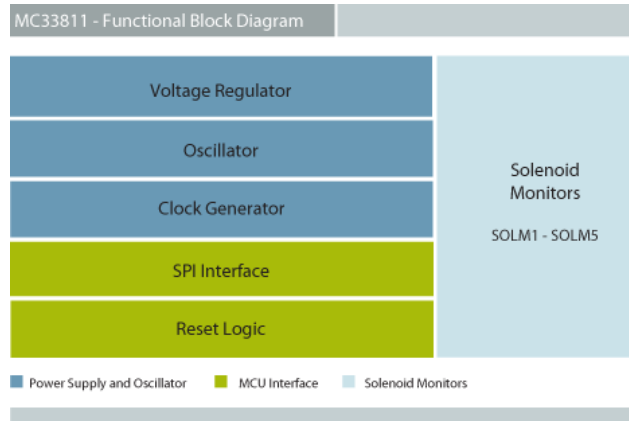 MC33811 - Functional Block Diagram
Voltage Regulator
Oscillator
Clock Generator
SPI Interface
Reset Logic
Solenoid
Monitors
SOLM1 - SOLM5
Power Supply and Oscillator
MCU Interface
Solenoid Monitors